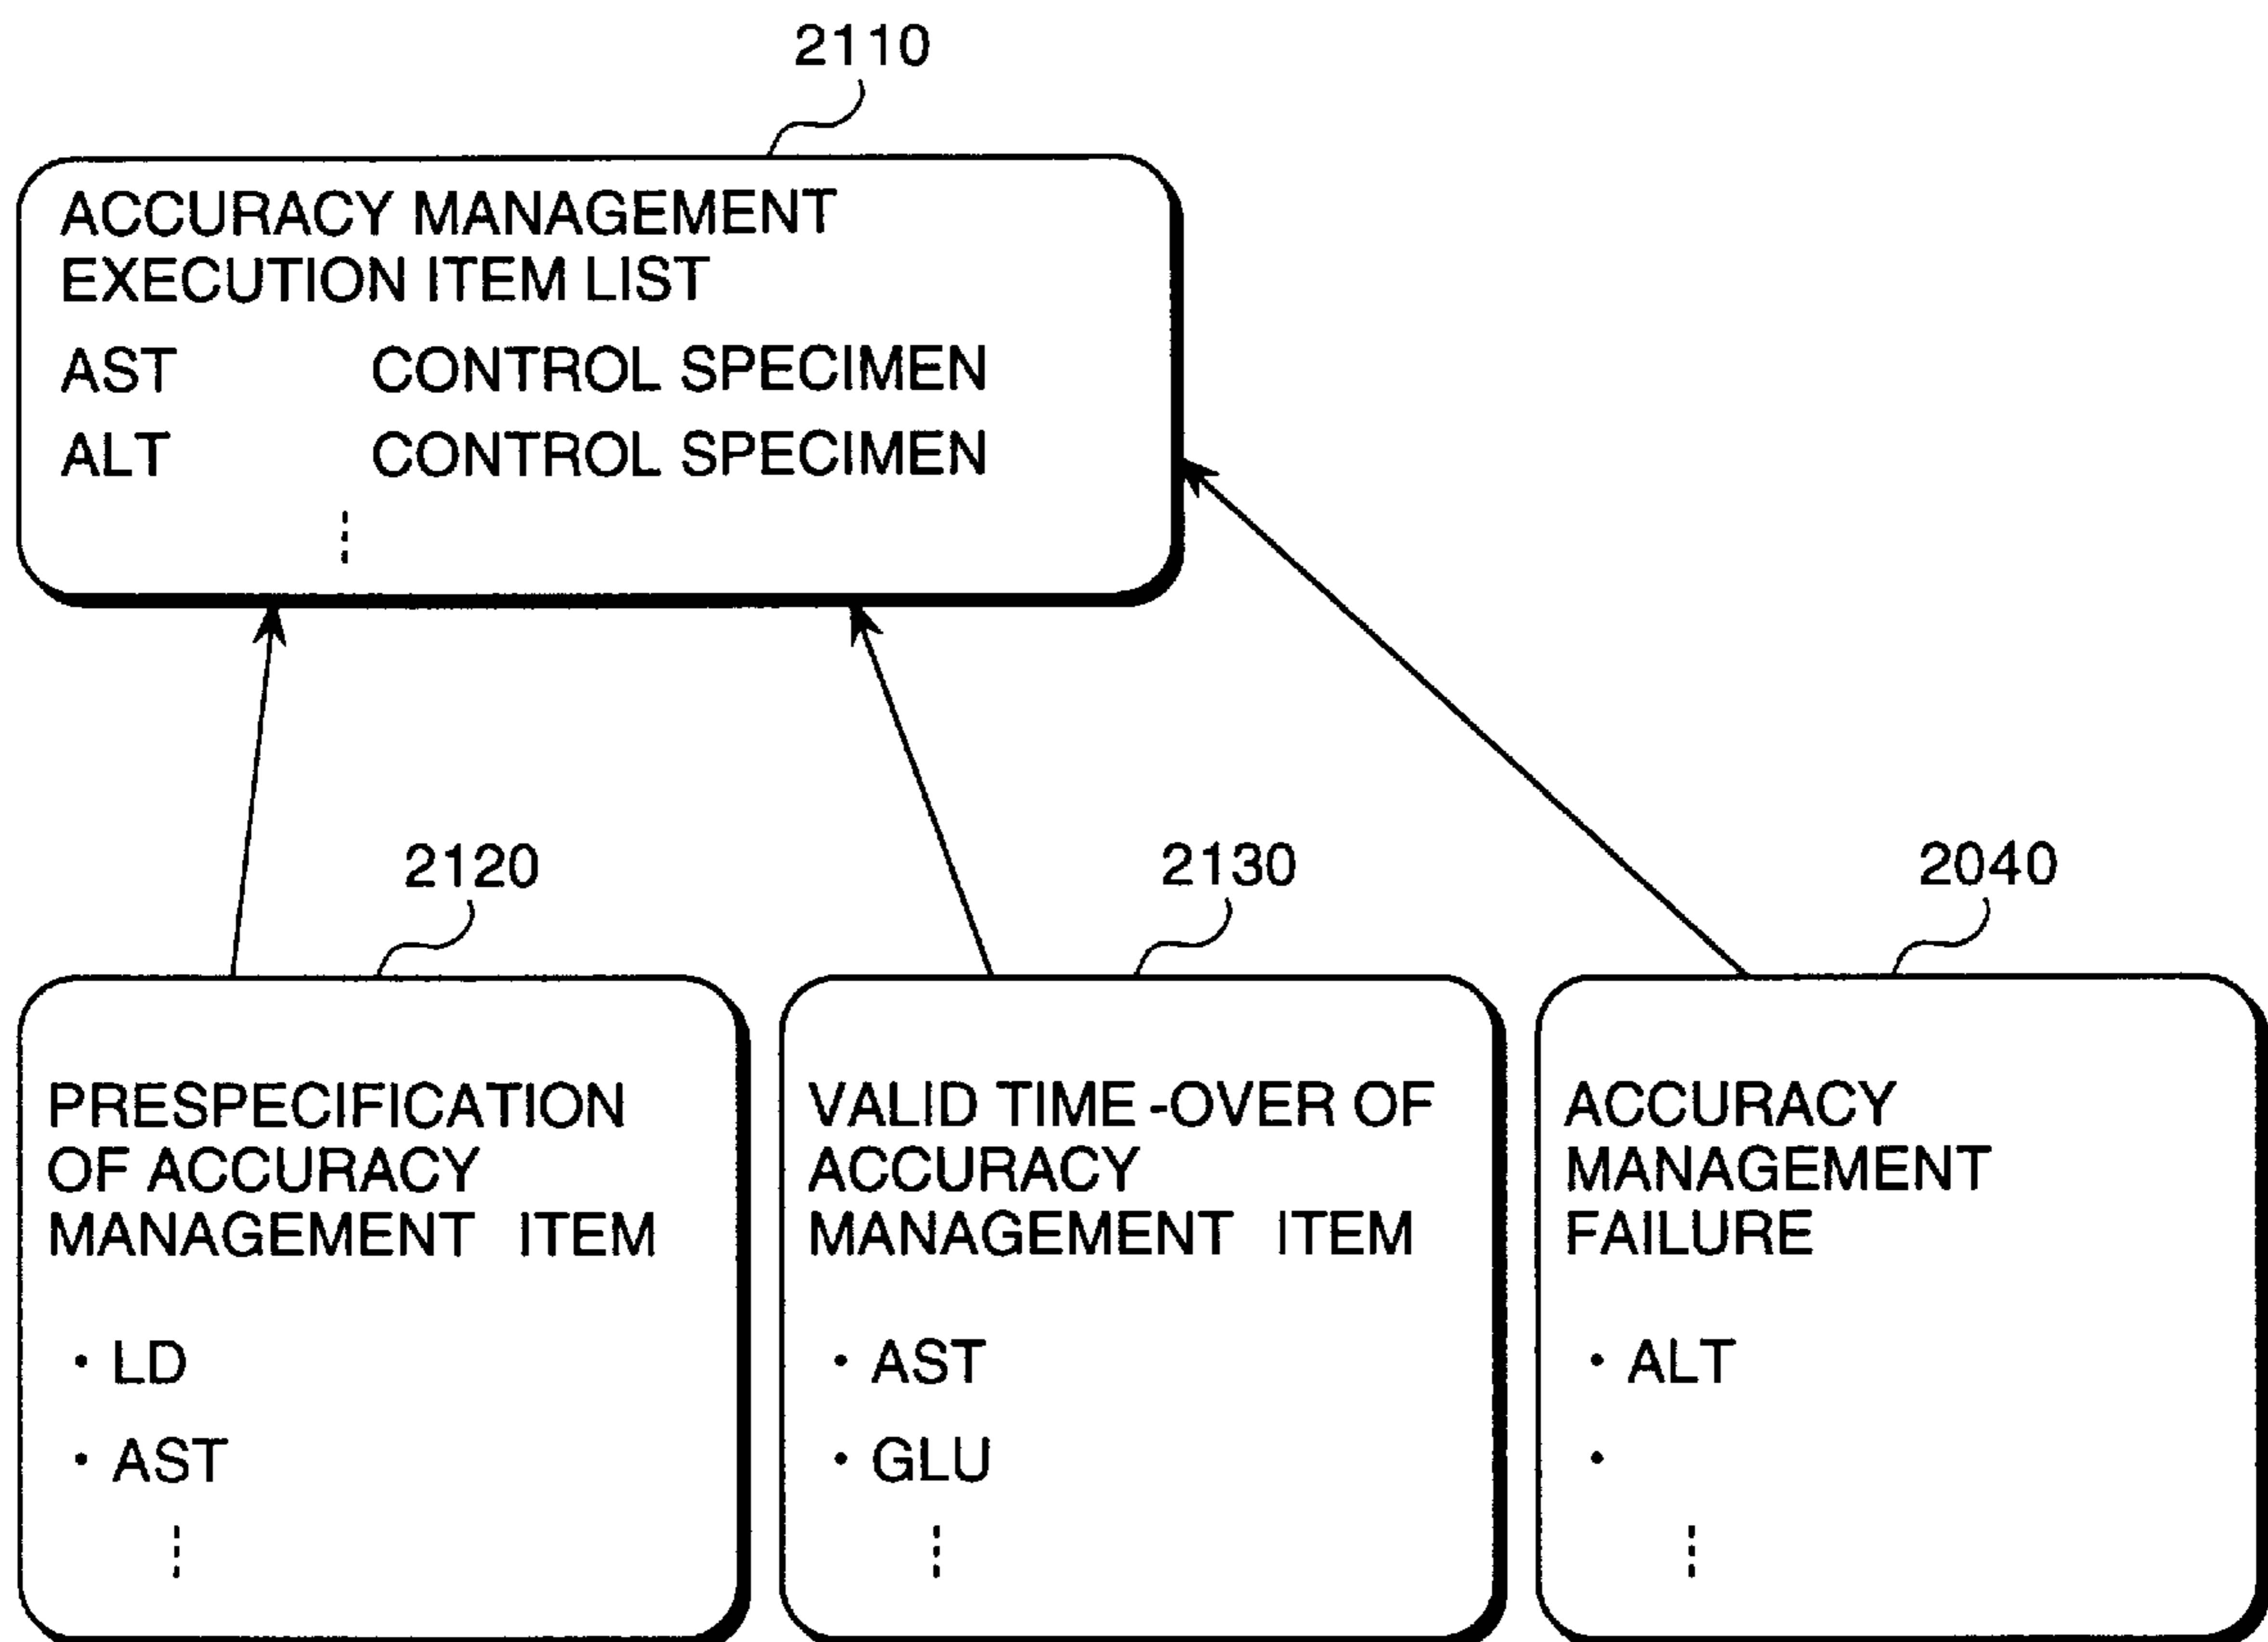 2110
ACCURACY MANAGEMENT
EXECUTION ITEM LIST
AST CONTROL SPECIMEN
ALT CONTROL SPECIMEN
2120
2130
2040
PRESPECIFICATION
OF ACCURACY
MANAGEMENT ITEM
• LD
• AST
VALID TIME -OVER OF
ACCURACY
MANAGEMENT ITEM
• AST
• GLU
ACCURACY
MANAGEMENT
FAILURE
• ALT
•